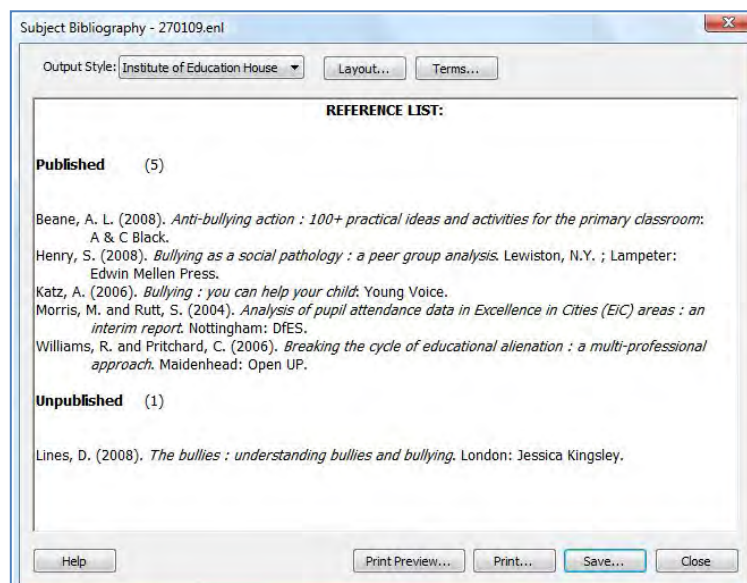 Subject Bibliography - 270109.enl
Output Style: Institute of Education House Layout... Terms...
REFERENCE LIST:
Published (5)
Beane, A. L. (2008). Anti-bullying action : 100+ practical ideas and activities for the primary classroom:
A & C Black.
Henry, S. (2008). Bullying as a social pathology : a peer group analysis. Lewiston, N.Y. ; Lampeter:
Edwin Mellen Press.
Katz, A. (2006). Bullying : you can help your child: Young Voice.
Morris, M. and Rutt, S. (2004). Analysis of pupil attendance data in Excellence in Cities (EiC) areas : an
interim report. Nottingham: DfES.
Williams, R. and Pritchard, C. (2006). Breaking the cycle of educational alienation : a multi-professional
approach. Maidenhead: Open UP.
Unpublished (1)
Lines, D. (2008). The bullies : understanding bullies and bullying. London: Jessica Kingsley.
Help Print Preview... Print... Save... Close